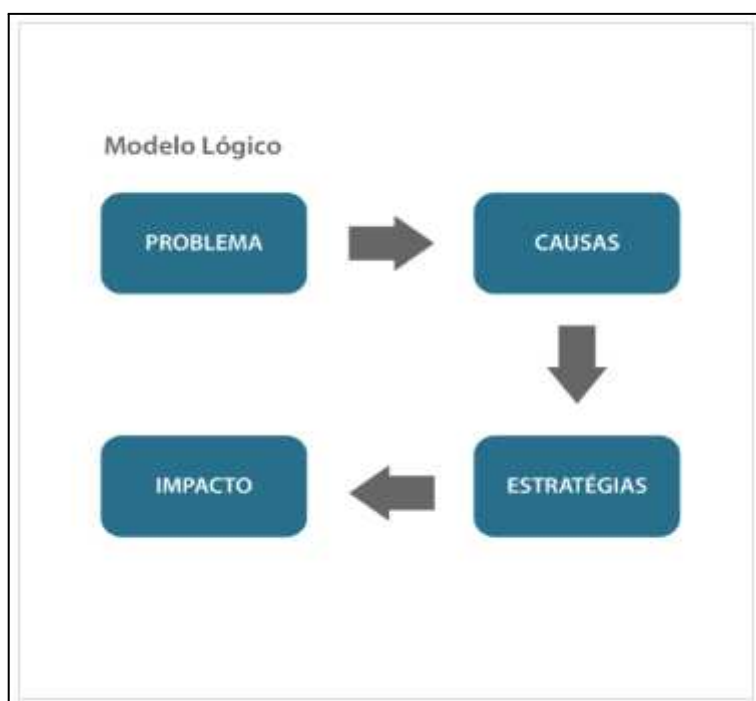 Modelo Lógico
PROBLEMA
CAUSAS
IMPACTO
ESTRATÉGIAS